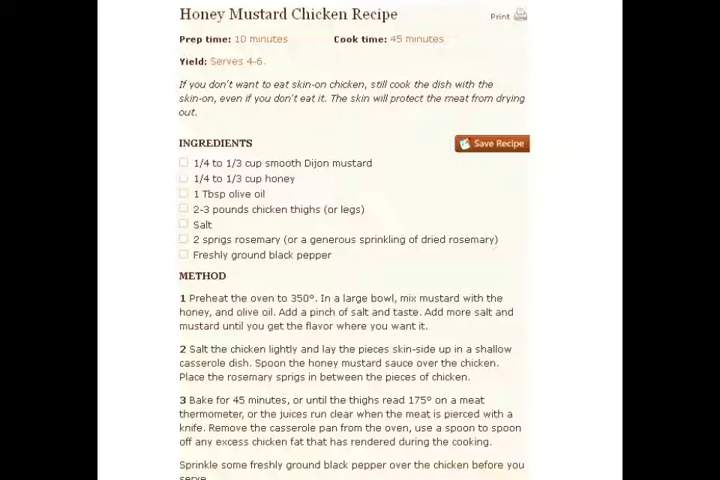 Honey Mustard Chicken Recipe
Print
Prep time: 10 minutes Cook time: 45 minutes
Yield: Serves 4-6.
If you don't want to eat skin-on chicken, still cook the dish with the
skin-on, even if you don't eat it. The skin will protect the meat from drying
out.
INGREDIENTS
Save Recipe
1/4 to 1/3 cup smooth Dijon mustard
1/4 to 1/3 cup honey
1 Tbsp olive oil
2-3 pounds chicken thighs (or legs)
Salt
2 sprigs rosemary (or a generous sprinkling of dried rosemary)
Freshly ground black pepper
METHOD
1 Preheat the oven to 350°. In a large bowl, mix mustard with the
honey, and olive oil. Add a pinch of salt and taste. Add more salt and
mustard until you get the flavor where you want it.
2 Salt the chicken lightly and lay the pieces skin-side up in a shallow
casserole dish. Spoon the honey mustard sauce over the chicken.
Place the rosemary sprigs in between the pieces of chicken.
3 Bake for 45 minutes, or until the thighs read 175° on a meat
thermometer, or the juices run clear when the meat is pierced with a
knife. Remove the casserole pan from the oven, use a spoon to spoon
off any excess chicken fat that has rendered during the cooking.
Sprinkle some freshly ground black pepper over the chicken before you
serve